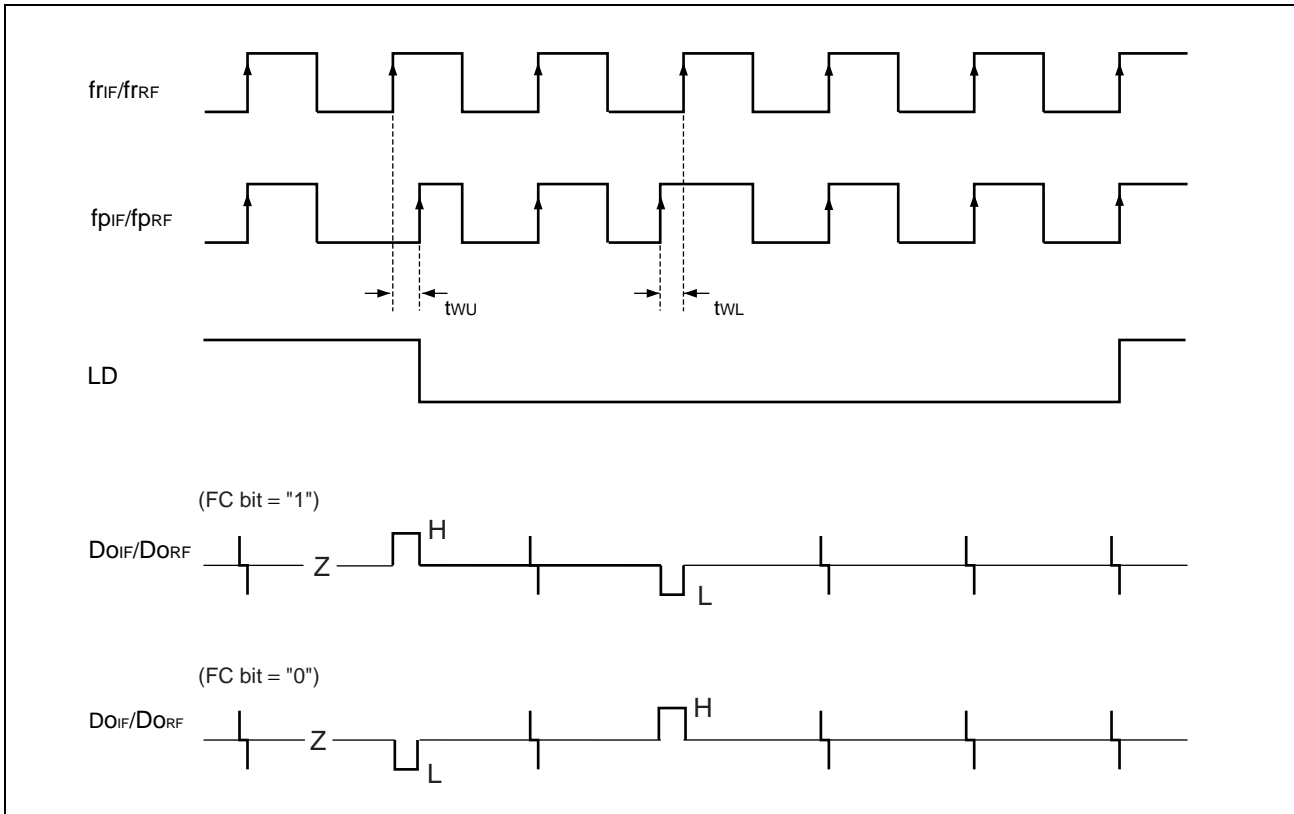 frIF/frRF
fpIF/fpRF
tWU
tWL
LD
(FC bit = "1")
DoIF/DoRF
Z
H
L
(FC bit = "0")
DoIF/DoRF
Z
L
H